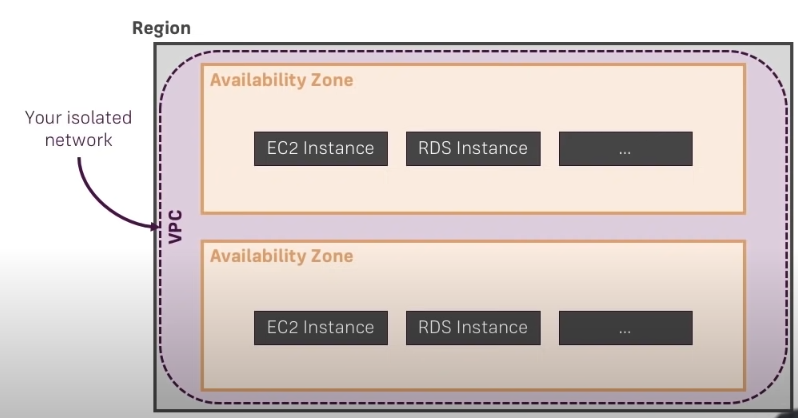 Region
Availability Zone
EC2 Instance
RDS Instance
...
Your isolated
network
VPC
Availability Zone
EC2 Instance
RDS Instance
...